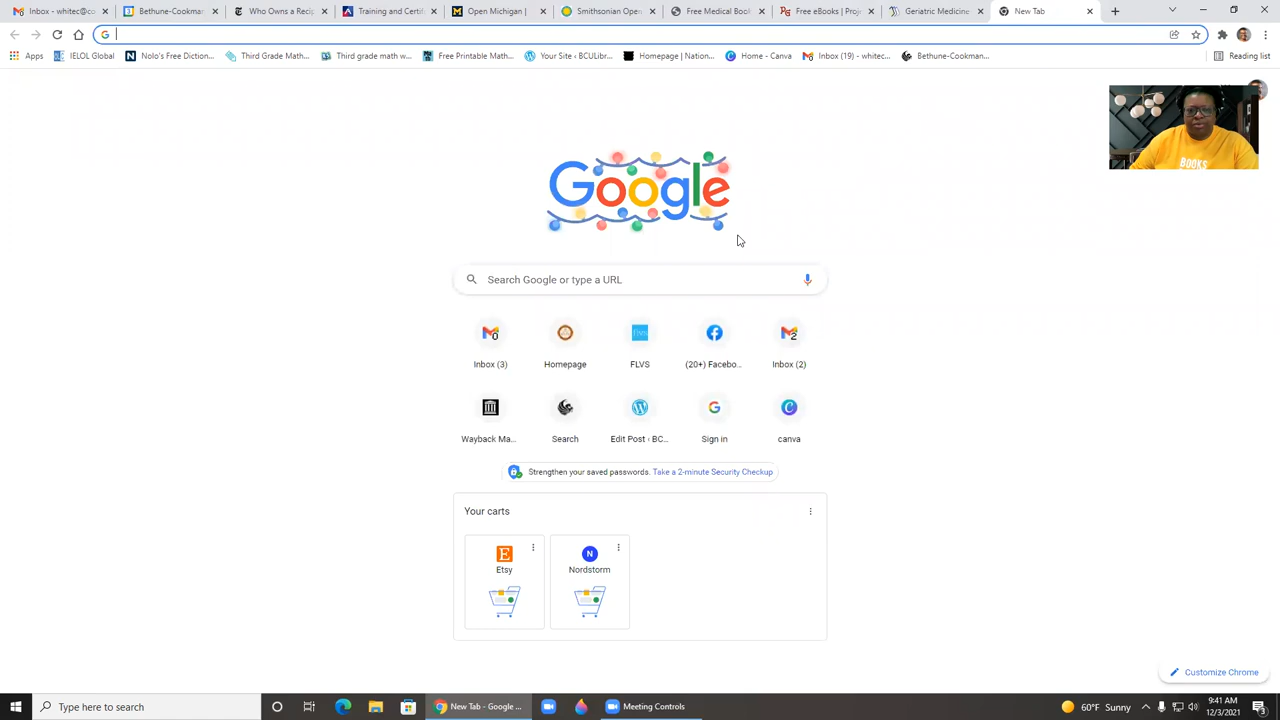 Inbox - whitec@co
Bethune-Cookman
Who Owns a Recip
Training and Certif
Open Michigan |
Smithsonian Open
Free Medical Book
Free eBooks | Proj
Geriatric Medicine
New Tab
Apps
IELOL Global
Nolo's Free Diction...
Third Grade Math...
Third grade math w...
Free Printable Math...
Your Site ‹ BCULibr...
Homepage | Nation...
Home - Canva
Inbox (19) - whitec...
Bethune-Cookman...
Reading list
BOOKS
Google
Search Google or type a URL
Inbox (3)
Homepage
FLVS
(20+) Facebo...
Inbox (2)
Wayback Ma...
Search
Edit Post ‹ BC...
Sign in
canva
Strengthen your saved passwords. Take a 2-minute Security Checkup
Your carts
Etsy
Nordstorm
Customize Chrome
Type here to search
New Tab - Google ...
Meeting Controls
60°F Sunny
9:41 AM
12/3/2021